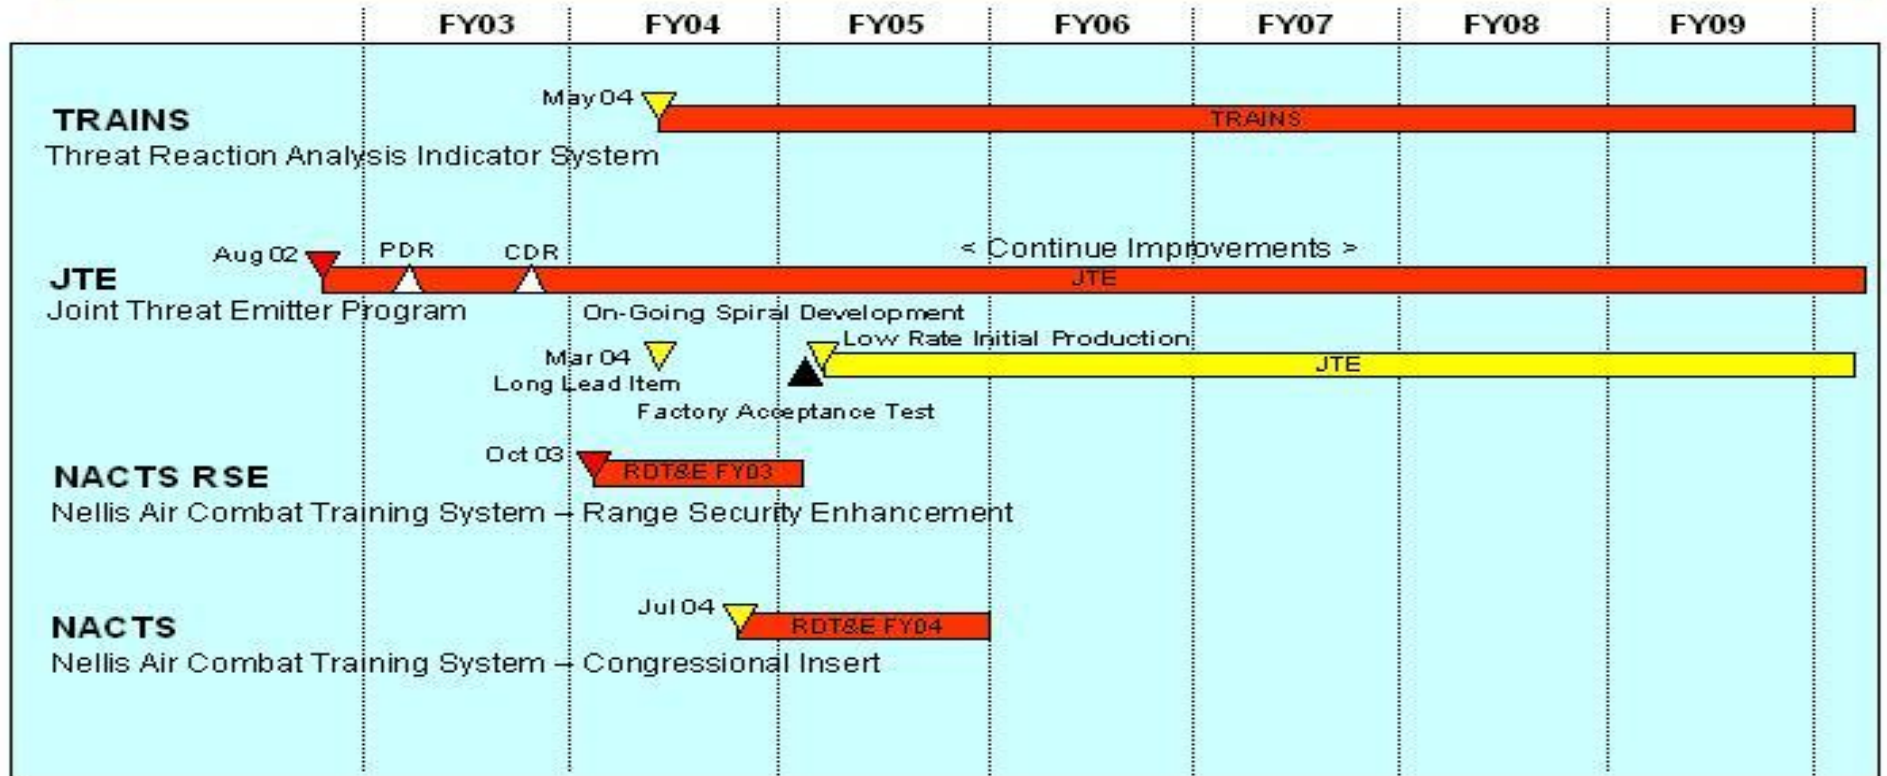 FY03 FY04 FY05 FY06 FY07 FY08 FY09
May 04
TRAINS
TRAINS
Threat Reaction Analysis Indicator System
Aug 02 PDR CDR < Continue Improvements >
JTE
JTE
Joint Threat Emitter Program
On-Going Spiral Development
Low Rate Initial Production
Mar 04
JTE
Long Lead Item
Factory Acceptance Test
Oct 03
RDT&E FY03
NACTS RSE
Nellis Air Combat Training System – Range Security Enhancement
Jul 04
RDT&E FY04
NACTS
Nellis Air Combat Training System – Congressional Insert